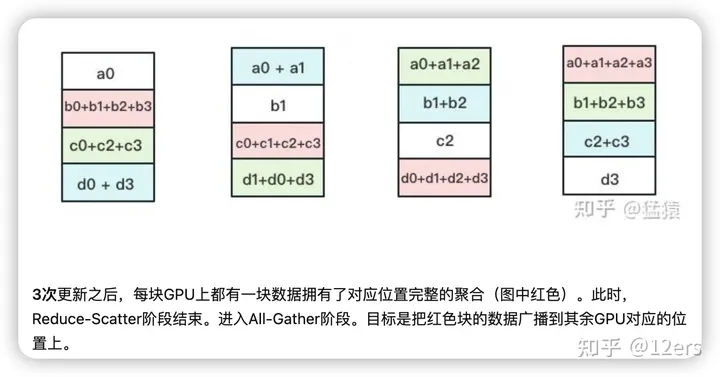 a0
b0+b1+b2+b3
c0+c2+c3
d0 + d3
a0 + a1
b1
c0+c1+c2+c3
d1+d0+d3
a0+a1+a2
b1+b2
c2
d0+d1+d2+d3
a0+a1+a2+a3
b1+b2+b3
c2+c3
d3
知乎 @猛猿
3次更新之后，每块GPU上都有一块数据拥有了对应位置完整的聚合（图中红色）。此时，
Reduce-Scatter阶段结束。进入All-Gather阶段。目标是把红色块的数据广播到其余GPU对应的位
置上。
知乎 @12ers